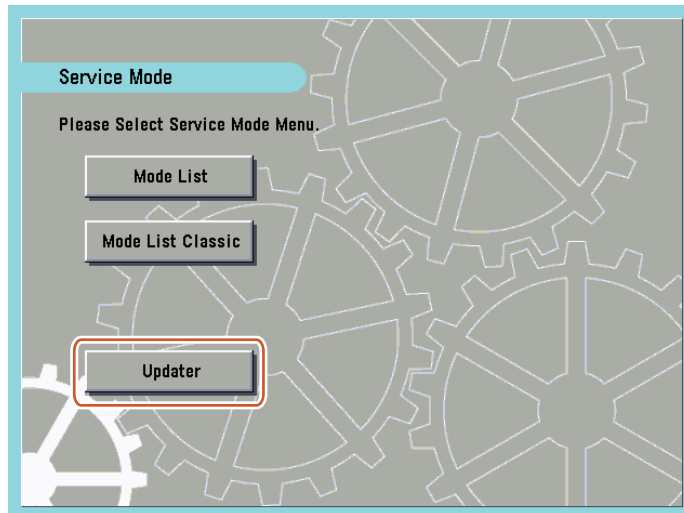 Service Mode
Please Select Service Mode Menu.
Mode List
Mode List Classic
Updater